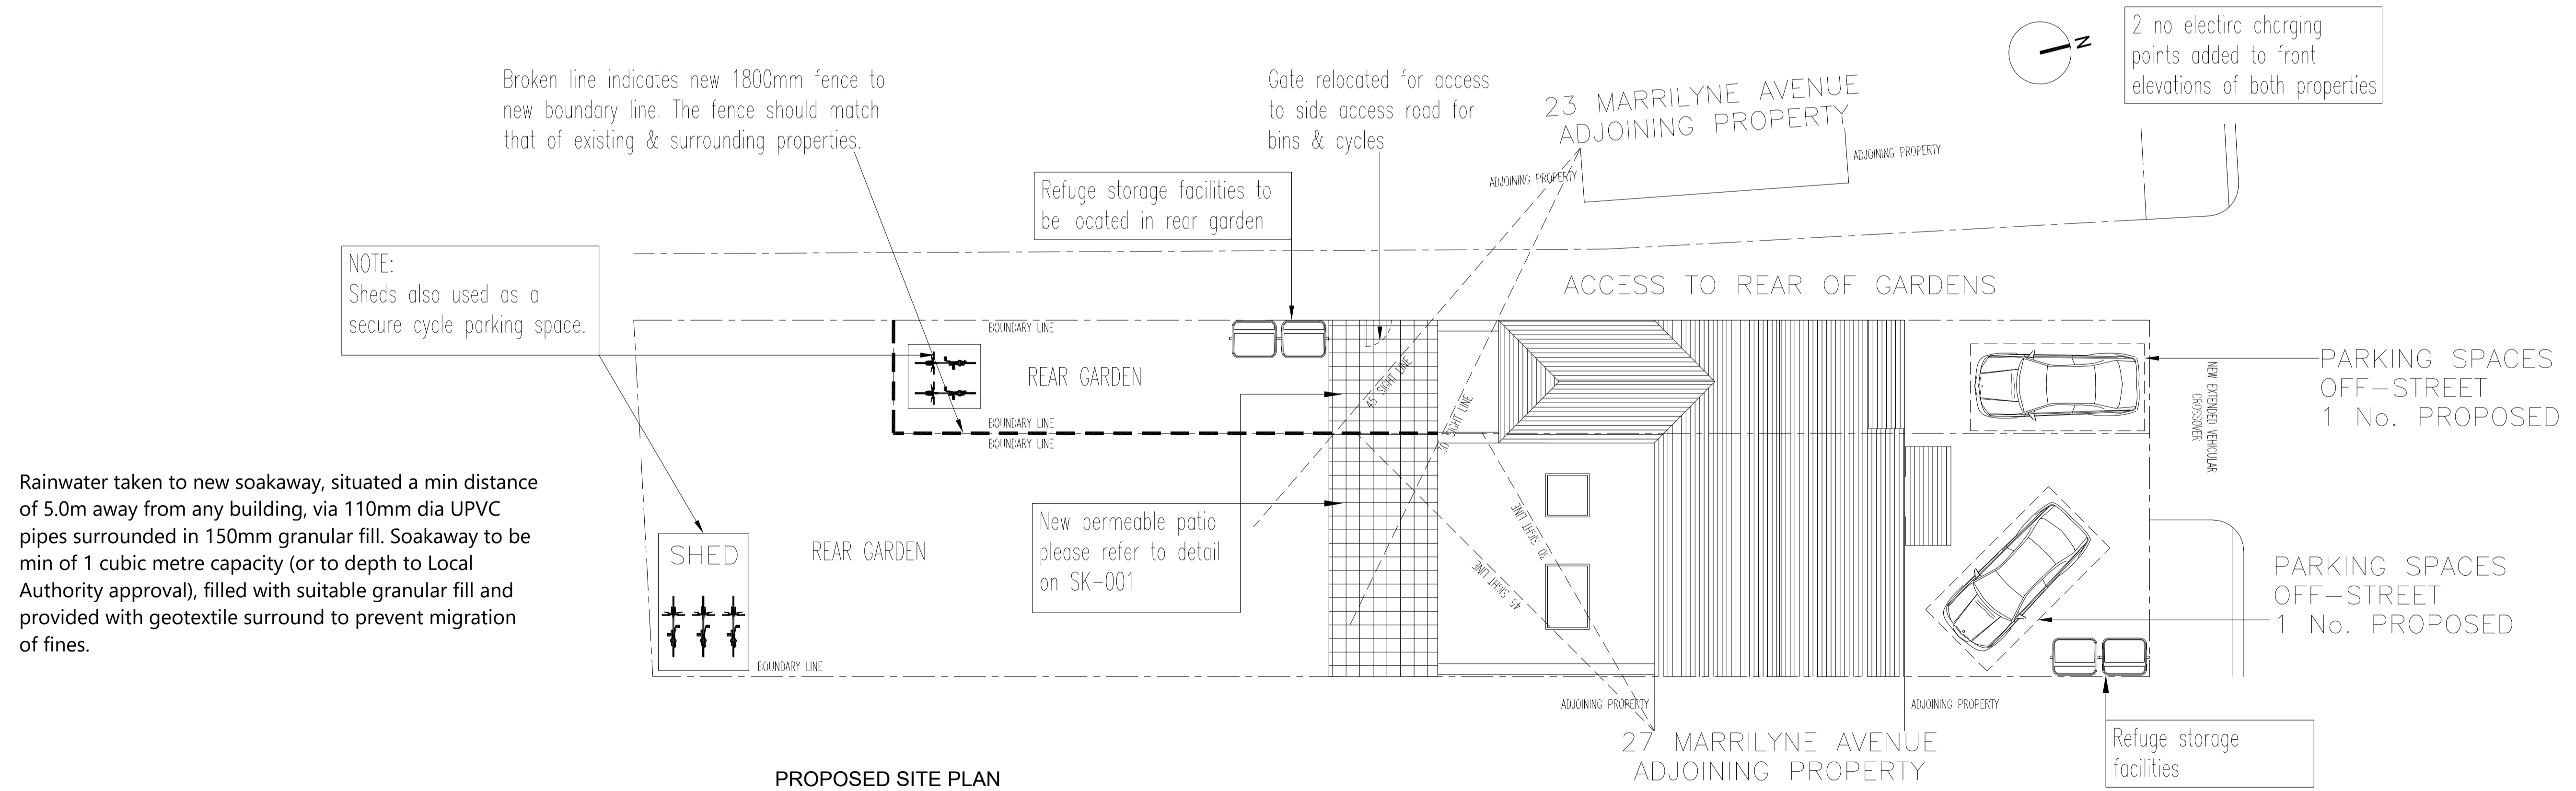 2 no electirc charging
points added to front
elevations of both properties
N
Broken line indicates new 1800mm fence to
new boundary line. The fence should match
that of existing & surrounding properties.
Gate relocated for access
to side access road for
bins & cycles
23 MARRILYNE AVENUE
ADJOINING PROPERTY
ADJOINING PROPERTY
ADJOINING PROPERTY
Refuge storage facilities to
be located in rear garden
NOTE:
Sheds also used as a
secure cycle parking space.
ACCESS TO REAR OF GARDENS
BOUNDARY LINE
REAR GARDEN
BOUNDARY LINE
BOUNDARY LINE
45 SIGHT LINE
30 SIGHT LINE
NEW EXTENDED VEHICULAR
CROSSOVER
PARKING SPACES
OFF-STREET
1 No. PROPOSED
Rainwater taken to new soakaway, situated a min distance
of 5.0m away from any building, via 110mm dia UPVC
pipes surrounded in 150mm granular fill. Soakaway to be
min of 1 cubic metre capacity (or to depth to Local
Authority approval), filled with suitable granular fill and
provided with geotextile surround to prevent migration
of fines.
SHED
REAR GARDEN
New permeable patio
please refer to detail
on SK-001
30 SIGHT LINE
45 SIGHT LINE
PARKING SPACES
OFF-STREET
1 No. PROPOSED
BOUNDARY LINE
ADJOINING PROPERTY
ADJOINING PROPERTY
27 MARRILYNE AVENUE
ADJOINING PROPERTY
Refuge storage
facilities
PROPOSED SITE PLAN